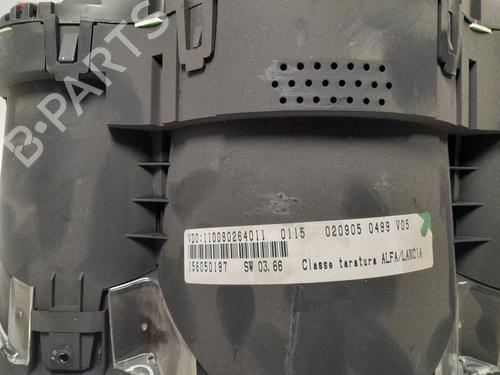 B-PARTS
VDO:110080264011 0115 020905 0499 V05
156050197 SW 03.66 Classe taratura ALFA/LANCIA